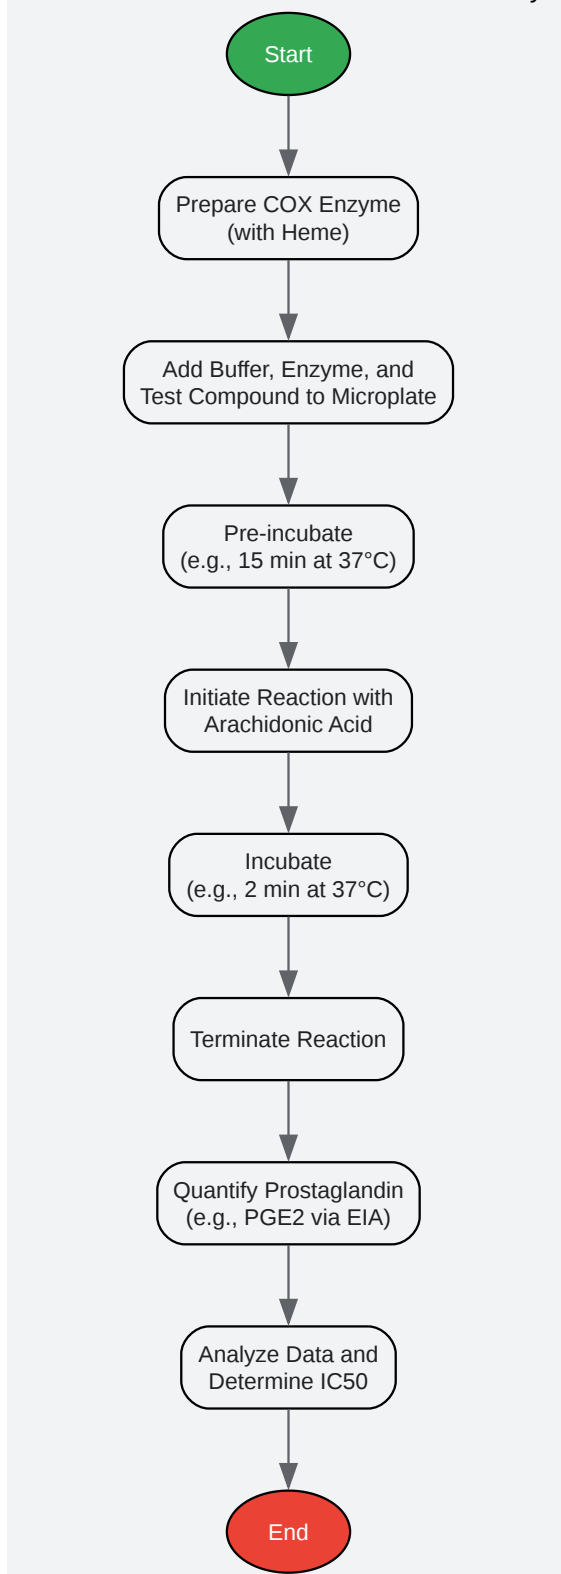 Start
Prepare COX Enzyme
(with Heme)
Add Buffer, Enzyme, and
Test Compound to Microplate
Pre-incubate
(e.g., 15 min at 37°C)
Initiate Reaction with
Arachidonic Acid
Incubate
(e.g., 2 min at 37°C)
Terminate Reaction
Quantify Prostaglandin
(e.g., PGE2 via EIA)
Analyze Data and
Determine IC50
End